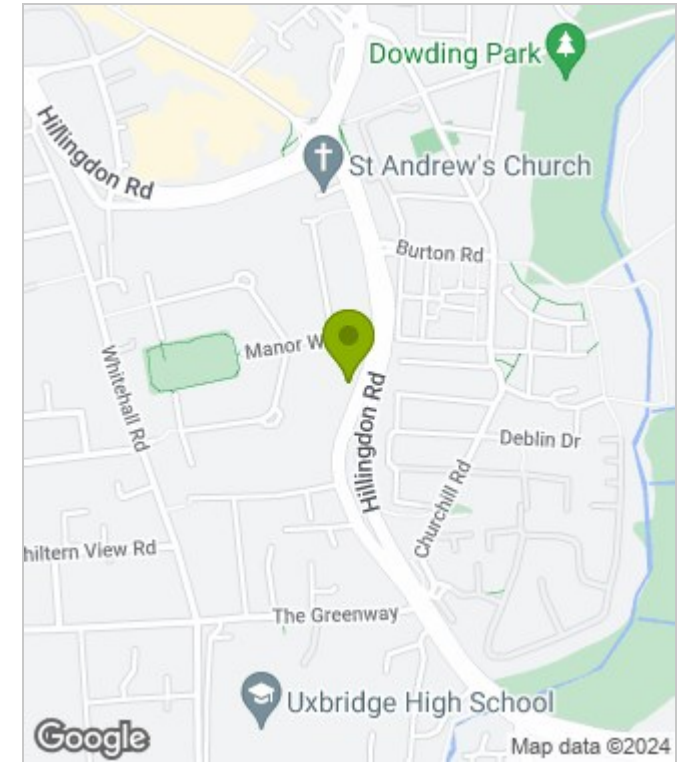 Dowding Park
Hillingdon Rd
St Andrew's Church
Burton Rd
Manor W
Whitehall Rd
Hillingdon Rd
Deblin Dr
Churchill Rd
hiltern View Rd
The Greenway
Uxbridge High School
Google
Map data ©2024